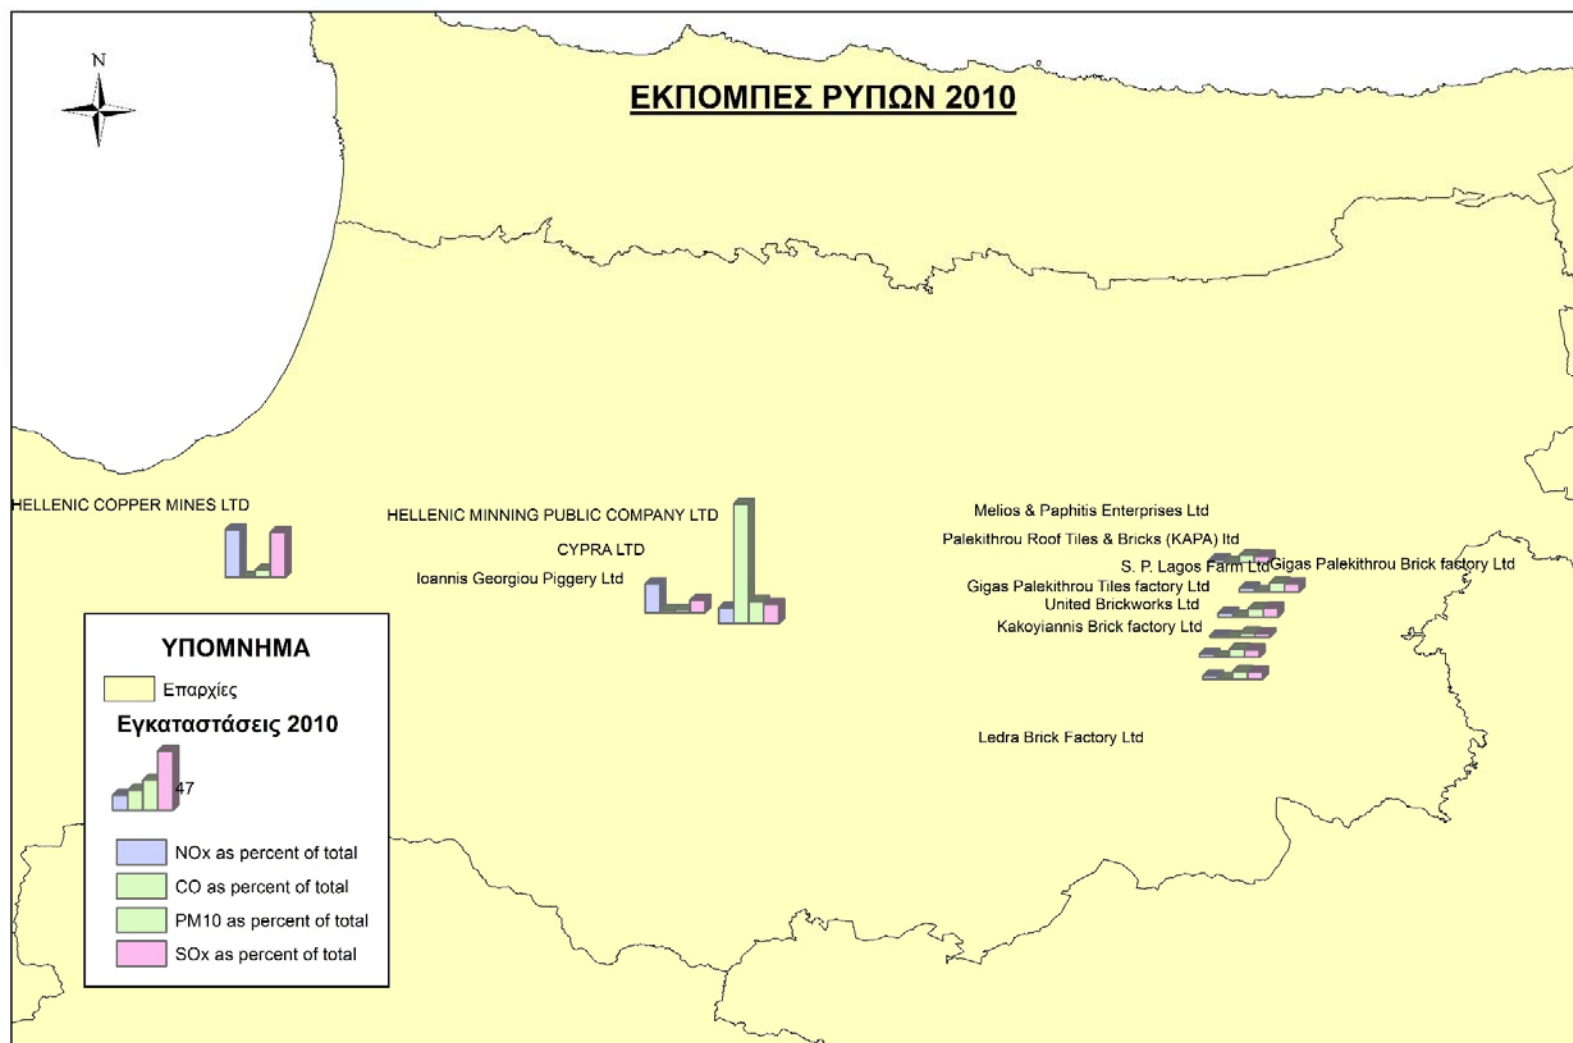 N
ΕΚΠΟΜΠΕΣ ΡΥΠΩΝ 2010
HELLENIC COPPER MINES LTD
HELLENIC MINNING PUBLIC COMPANY LTD
CYPRA LTD
Ioannis Georgiou Piggery Ltd
Melios & Paphitis Enterprises Ltd
Palekithrou Roof Tiles & Bricks (KAPA) ltd
S. P. Lagos Farm Ltd
Gigas Palekithrou Brick factory Ltd
Gigas Palekithrou Tiles factory Ltd
United Brickworks Ltd
Kakoyiannis Brick factory Ltd
Ledra Brick Factory Ltd
ΥΠΟΜΝΗΜΑ
Επαρχίες
Εγκαταστάσεις 2010
47
NOx as percent of total
CO as percent of total
PM10 as percent of total
SOx as percent of total